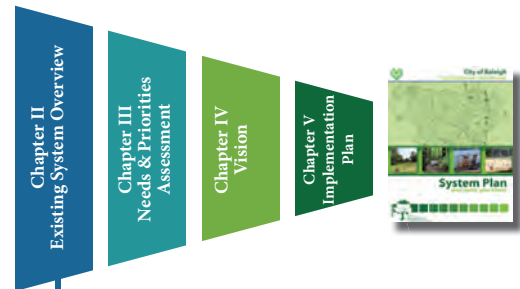 Chapter II
Existing System Overview
Chapter III
Needs & Priorities
Assessment
Chapter IV
Vision
Chapter V
Implementation
Plan
City of Raleigh
System Plan